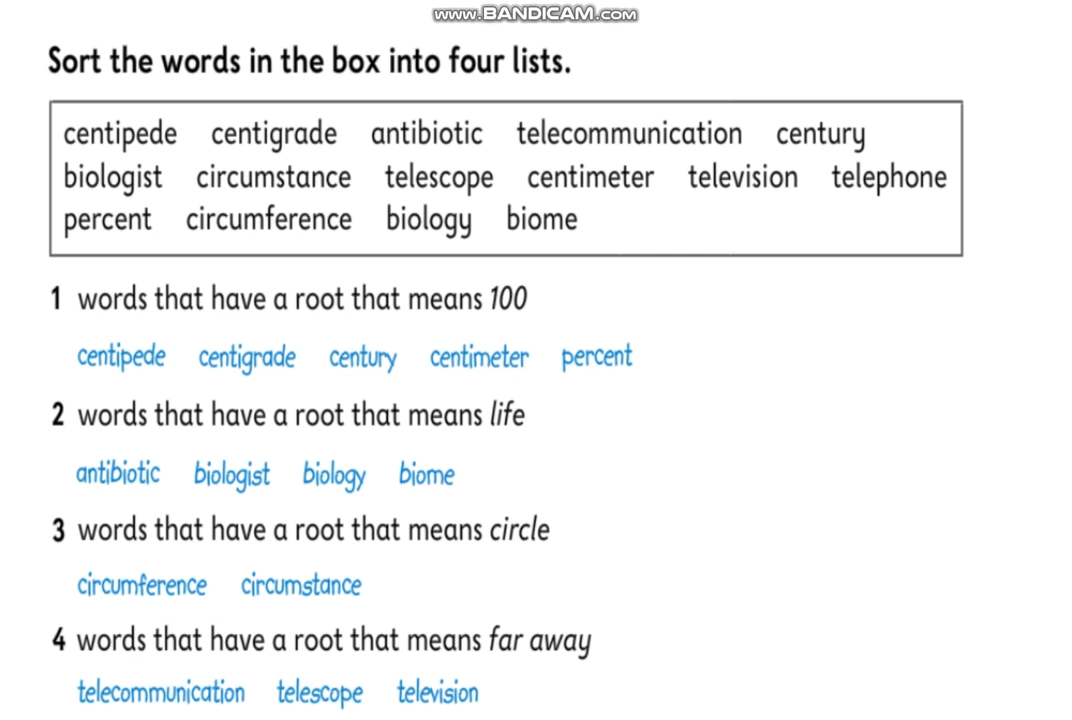 www.BANDICAM.com
Sort the words in the box into four lists.
centipede centigrade antibiotic telecommunication century
biologist circumstance telescope centimeter television telephone
percent circumference biology biome
1 words that have a root that means 100
centipede centigrade century centimeter percent
2 words that have a root that means life
antibiotic biologist biology biome
3 words that have a root that means circle
circumference circumstance
4 words that have a root that means far away
telecommunication telescope television